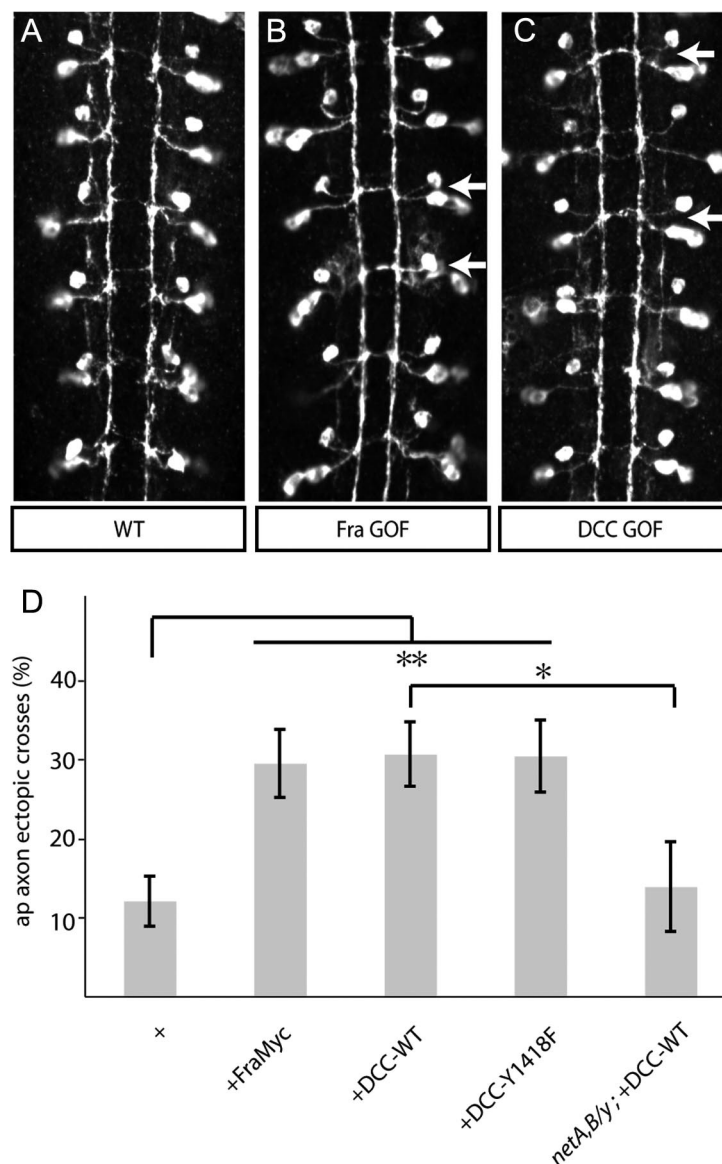 A B C
WT Fra GOF DCC GOF
D
ap axon ectopic crosses (%)
40
30
20
10
**
*
+
+FraMyc
+DCC-WT
+DCC-Y1418F
netA,B/y; +DCC-WT